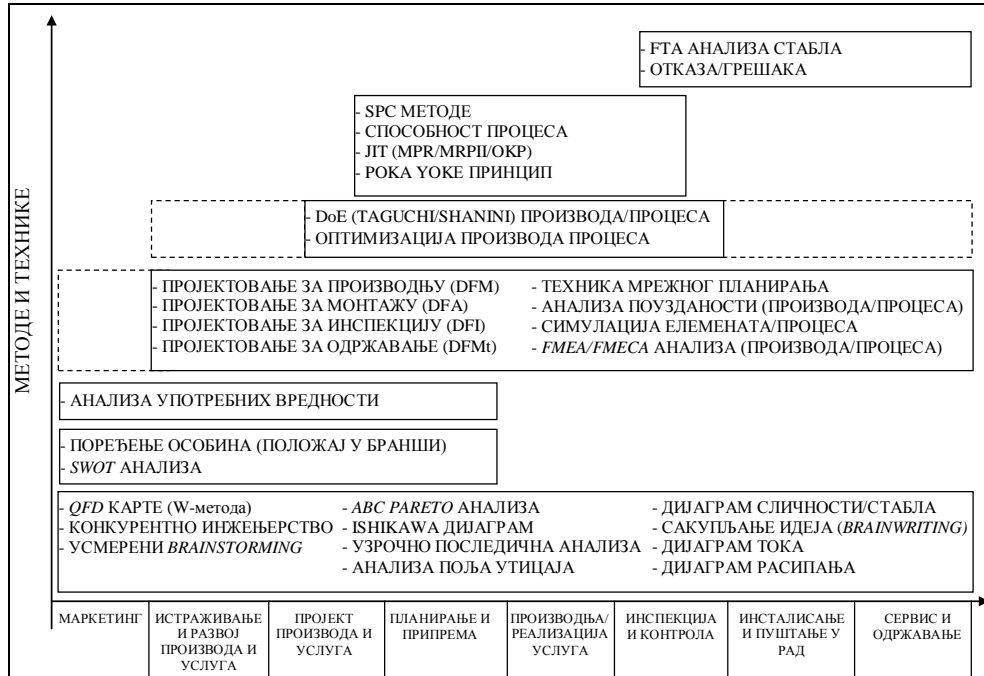 МЕТОДЕ И ТЕХНИКЕ
- FTA АНАЛИЗА СТАБЛА
- ОТКАЗА/ГРЕШАКА
- SPC МЕТОДЕ
- СПОСОБНОСТ ПРОЦЕСА
- JIT (MPR/MRPII/OKP)
- POKA YOKE ПРИНЦИП
- DoE (TAGUCHI/SHANINI) ПРОИЗВОДА/ПРОЦЕСА
- ОПТИМИЗАЦИЈА ПРОИЗВОДА ПРОЦЕСА
- ПРОЈЕКТОВАЊЕ ЗА ПРОИЗВОДЊУ (DFM)
- ПРОЈЕКТОВАЊЕ ЗА МОНТАЖУ (DFA)
- ПРОЈЕКТОВАЊЕ ЗА ИНСПЕКЦИЈУ (DFI)
- ПРОЈЕКТОВАЊЕ ЗА ОДРЖАВАЊЕ (DFMt)
- ТЕХНИКА МРЕЖНОГ ПЛАНИРАЊА
- АНАЛИЗА ПОУЗДАНОСТИ (ПРОИЗВОДА/ПРОЦЕСА)
- СИМУЛАЦИЈА ЕЛЕМЕНАТА/ПРОЦЕСА
- FMEA/FMECA АНАЛИЗА (ПРОИЗВОДА/ПРОЦЕСА)
- АНАЛИЗА УПОТРЕБНИХ ВРЕДНОСТИ
- ПОРЕЂЕЊЕ ОСОБИНА (ПОЛОЖАЈ У БРАНШИ)
- SWOT АНАЛИЗА
- QFD КАРТЕ (W-метода)
- КОНКУРЕНТНО ИНЖЕЊЕРСТВО
- УСМЕРЕНИ BRAINSTORMING
- ABC PARETO АНАЛИЗА
- ISHIKAWA ДИЈАГРАМ
- УЗРОЧНО ПОСЛЕДИЧНА АНАЛИЗА
- АНАЛИЗА ПОЉА УТИЦАЈА
- ДИЈАГРАМ СЛИЧНОСТИ/СТАБЛА
- САКУПЉАЊЕ ИДЕЈА (BRAINWRITING)
- ДИЈАГРАМ ТОКА
- ДИЈАГРАМ РАСИПАЊА
МАРКЕТИНГ
ИСТРАЖИВАЊЕ
И РАЗВОЈ
ПРОИЗВОДА И
УСЛУГА
ПРОЈЕКТ
ПРОИЗВОДА И
УСЛУГА
ПЛАНИРАЊЕ И
ПРИПРЕМА
ПРОИЗВОДЊА/
РЕАЛИЗАЦИЈА
УСЛУГА
ИНСПЕКЦИЈА
И КОНТРОЛА
ИНСТАЛИСАЊЕ
И ПУШТАЊЕ У
РАД
СЕРВИС И
ОДРЖАВАЊЕ